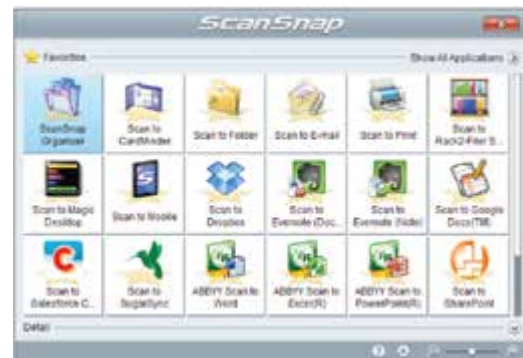 ScanSnap
Favorites
Show All Applications
ScanSnap Organizer
Scan to CardMinder
Scan to Folder
Scan to E-mail
Scan to Print
Scan to Rack2-Filer S...
Scan to Magic Desktop
Scan to Mobile
Scan to Dropbox
Scan to Evernote (Doc...
Scan to Evernote (Note)
Scan to Google Docs(TM)
Scan to Salesforce C...
Scan to SugarSync
ABBYY Scan to Word
ABBYY Scan to Excel(R)
ABBYY Scan to PowerPoint(R)
Scan to SharePoint
Detail